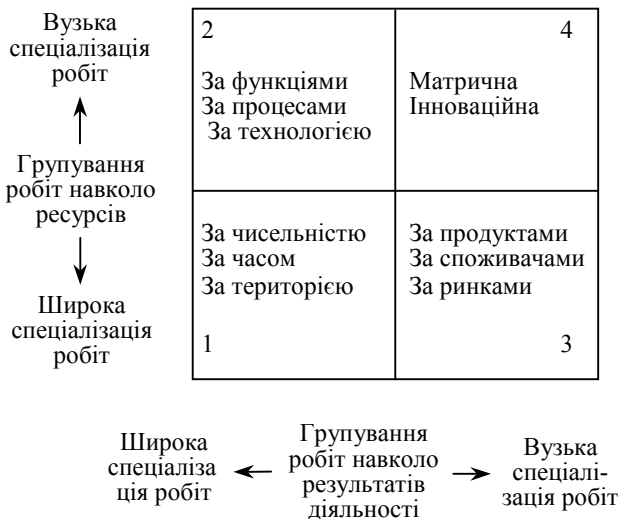 Вузька
спеціалізація
робіт
Групування
робіт навколо
ресурсів
Широка
спеціалізація
робіт
2
За функціями
За процесами
За технологією
4
Матрична
Інноваційна
За чисельністю
За часом
За територією
1
За продуктами
За споживачами
За ринками
3
Широка
спеціаліза
ція робіт
Групування
робіт навколо
результатів
діяльності
Вузька
спеціалі-
зація робіт